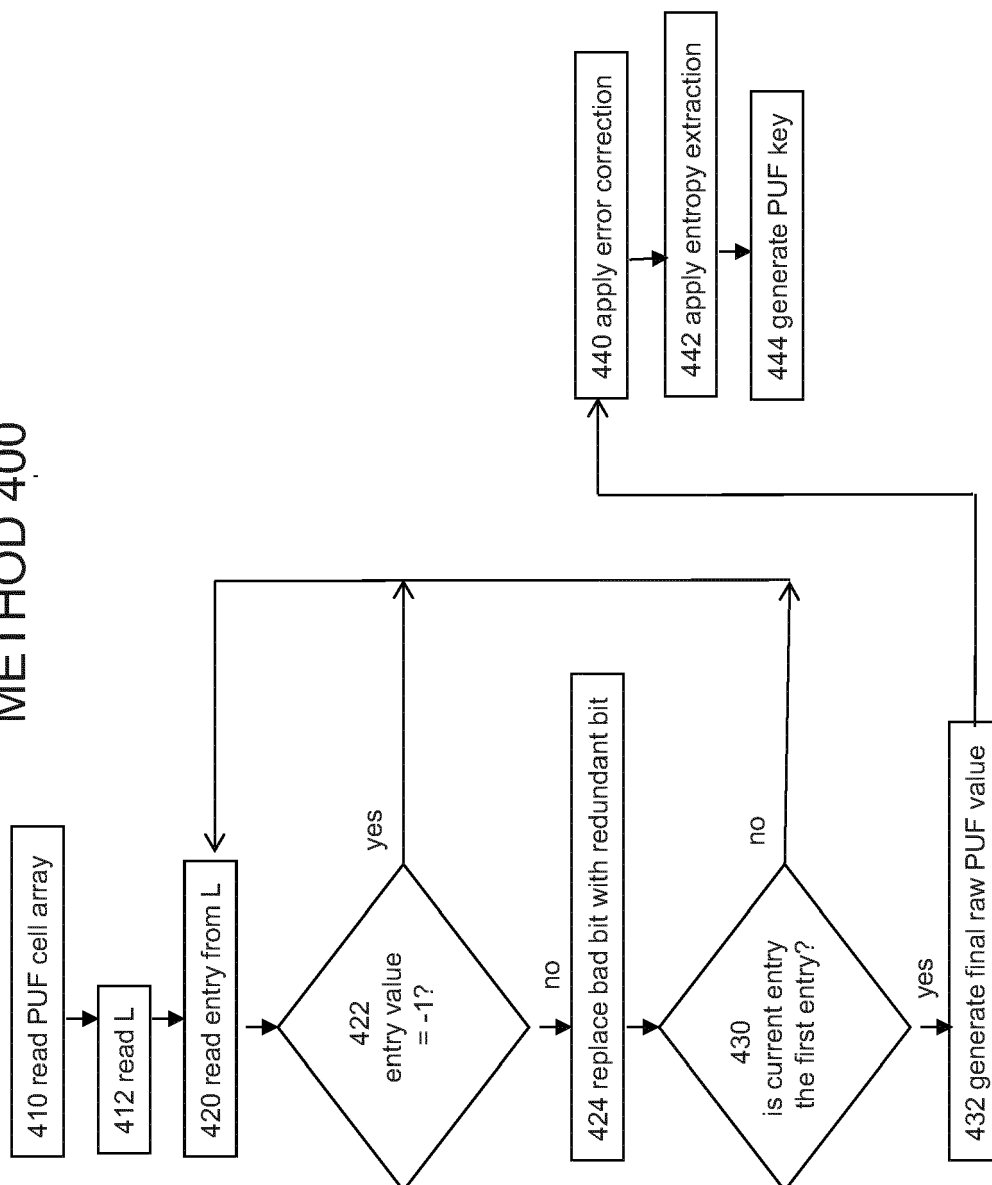 METHOD 400
410 read PUF cell array
412 read L
420 read entry from L
422
entry value
= -1?
yes
no
424 replace bad bit with redundant bit
430
is current entry
the first entry?
no
yes
432 generate final raw PUF value
440 apply error correction
442 apply entropy extraction
444 generate PUF key